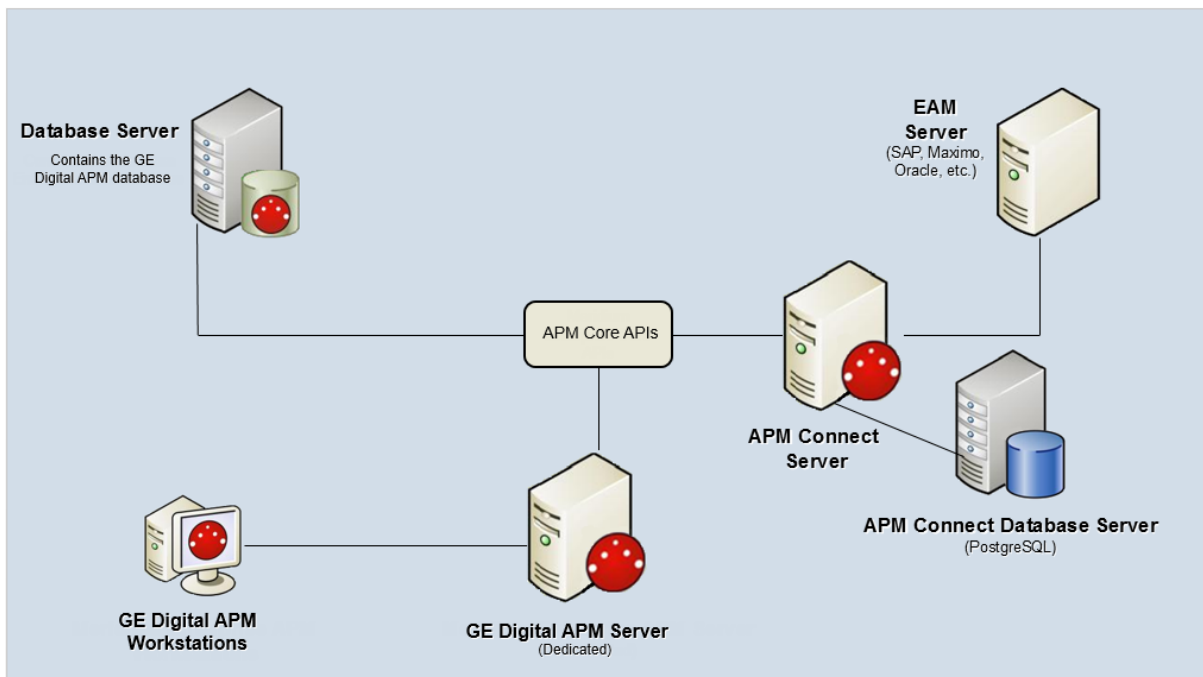 Database Server
Contains the GE
Digital APM database
EAM
Server
(SAP, Maximo,
Oracle, etc.)
APM Core APIs
APM Connect
Server
APM Connect Database Server
(PostgreSQL)
GE Digital APM
Workstations
GE Digital APM Server
(Dedicated)